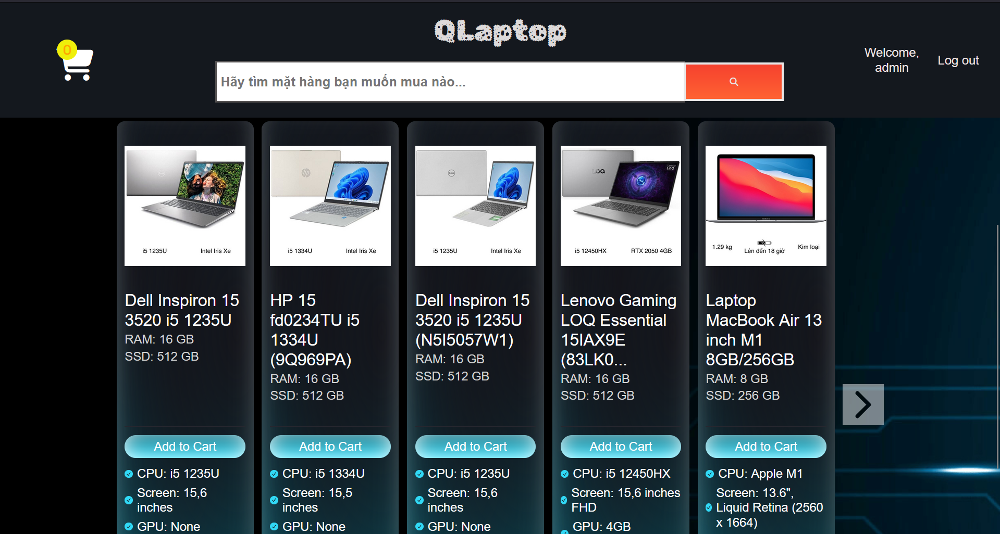 QLaptop
0
Hãy tìm mặt hàng bạn muốn mua nào...
Welcome,
admin
Log out
i5 1235U
Intel Iris Xe
Dell Inspiron 15
3520 i5 1235U
RAM: 16 GB
SSD: 512 GB
Add to Cart
CPU: i5 1235U
Screen: 15,6
inches
GPU: None
hp
i5 1334U
Intel Iris Xe
HP 15
fd0234TU i5
1334U
(9Q969PA)
RAM: 16 GB
SSD: 512 GB
Add to Cart
CPU: i5 1334U
Screen: 15,5
inches
GPU: None
DELL
i5 1235U
Intel Iris Xe
Dell Inspiron 15
3520 i5 1235U
(N5I5057W1)
RAM: 16 GB
SSD: 512 GB
Add to Cart
CPU: i5 1235U
Screen: 15,6
inches
GPU: None
LOQ
Lenovo
LOQ
i5 12450HX
RTX 2050 4GB
Lenovo Gaming
LOQ Essential
15IAX9E
(83LK0...
RAM: 16 GB
SSD: 512 GB
Add to Cart
CPU: i5 12450HX
Screen: 15,6 inches
FHD
GPU: 4GB
1.29 kg
Lên đến 18 giờ
Kim loại
Laptop
MacBook Air 13
inch M1
8GB/256GB
RAM: 8 GB
SSD: 256 GB
Add to Cart
CPU: Apple M1
Screen: 13.6",
Liquid Retina (2560
x 1664)